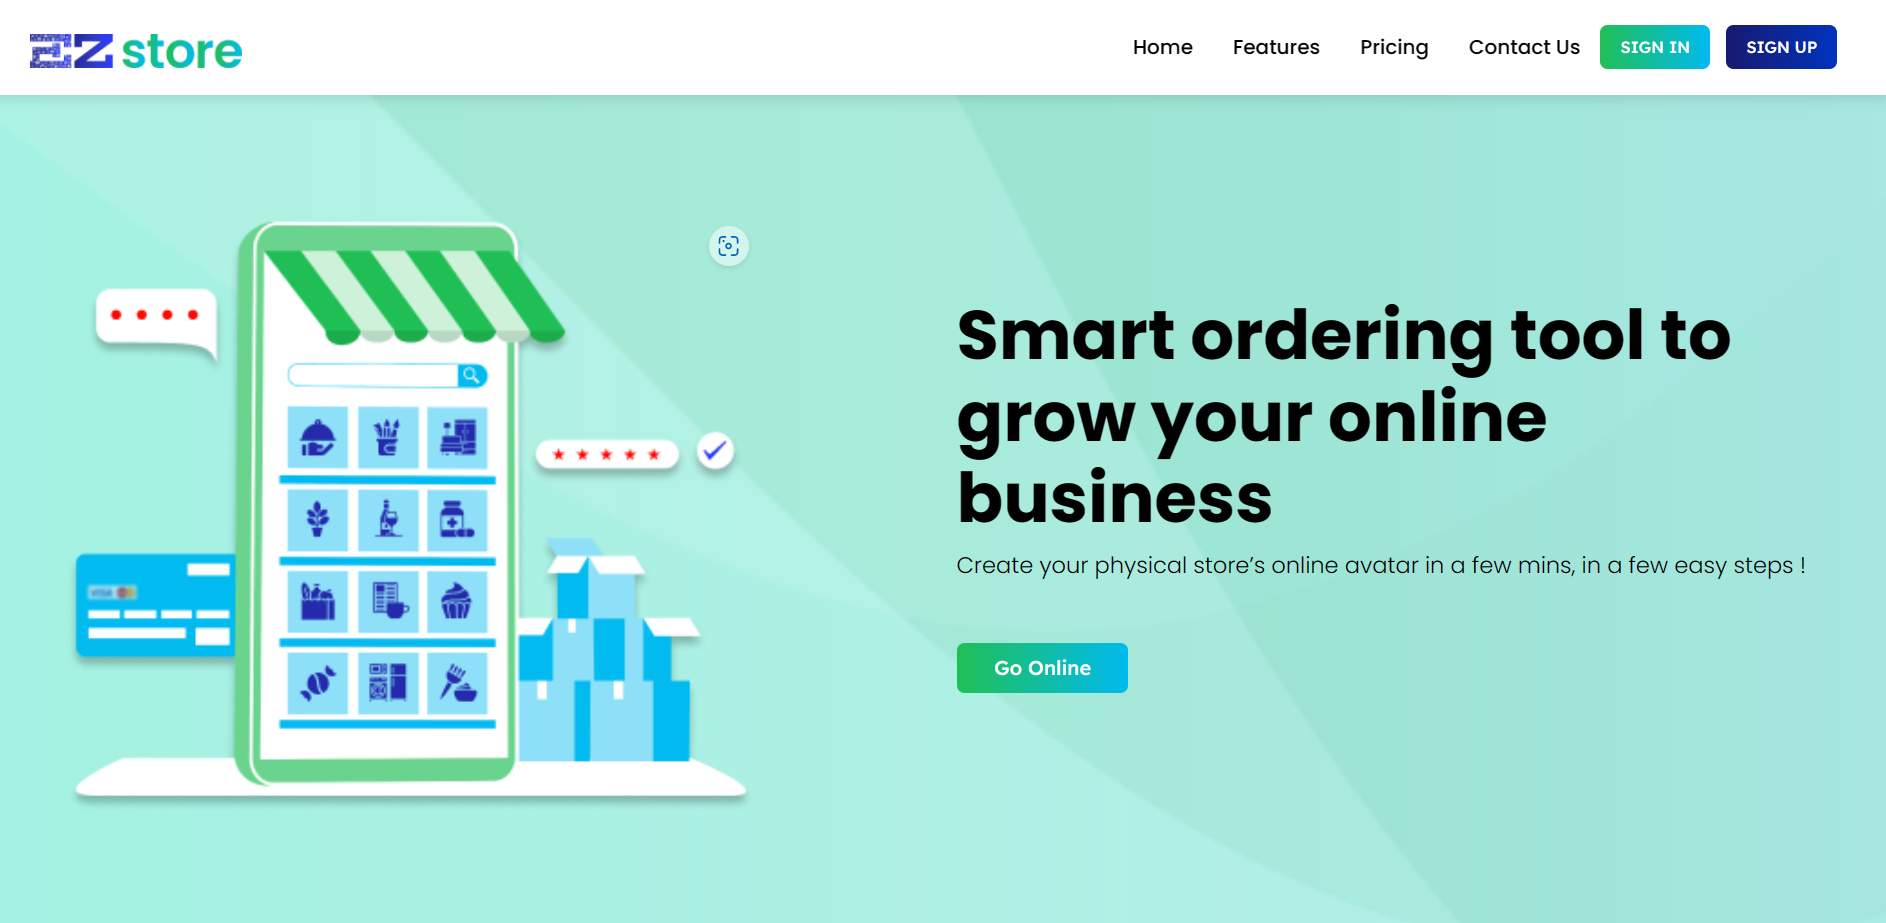 EZ store
Home Features Pricing Contact Us SIGN IN SIGN UP
Smart ordering tool to
grow your online
business
Create your physical store’s online avatar in a few mins, in a few easy steps !
VISA
Go Online